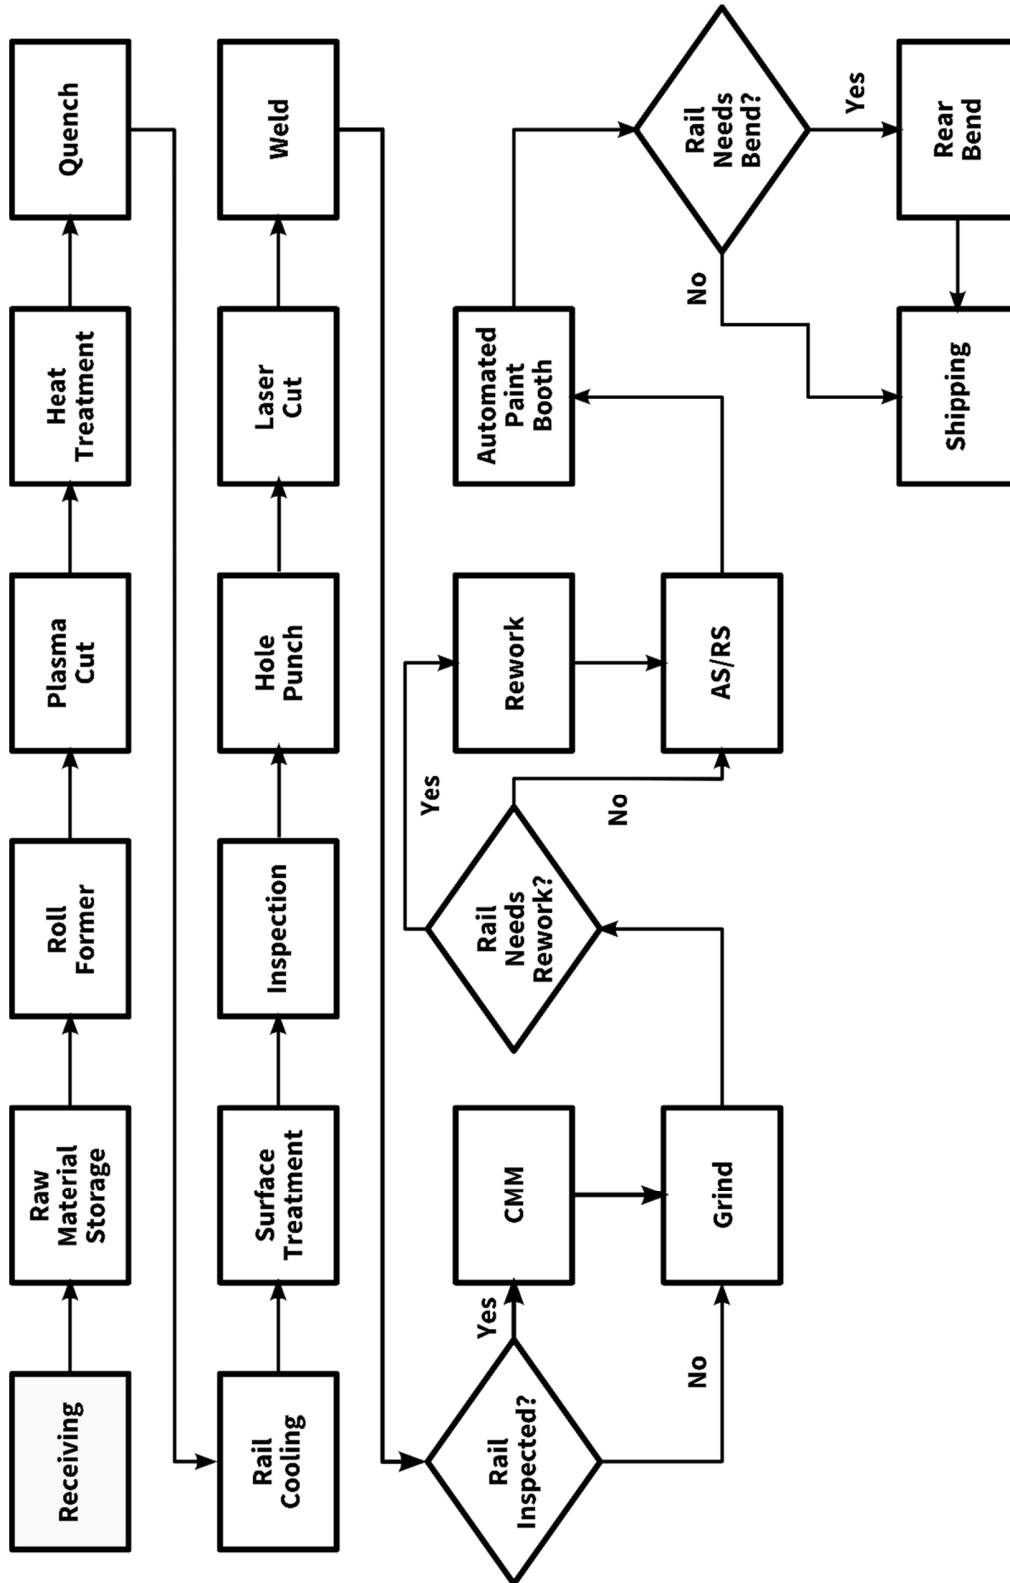 Receiving
Raw
Material
Storage
Roll
Former
Plasma
Cut
Heat
Treatment
Quench
Rail
Cooling
Surface
Treatment
Inspection
Hole
Punch
Laser
Cut
Weld
Rail
Inspected?
Yes
No
CMM
Grind
Rail
Needs
Rework?
Yes
No
Rework
AS/RS
Automated
Paint
Booth
Rail
Needs
Bend?
No
Yes
Rear
Bend
Shipping